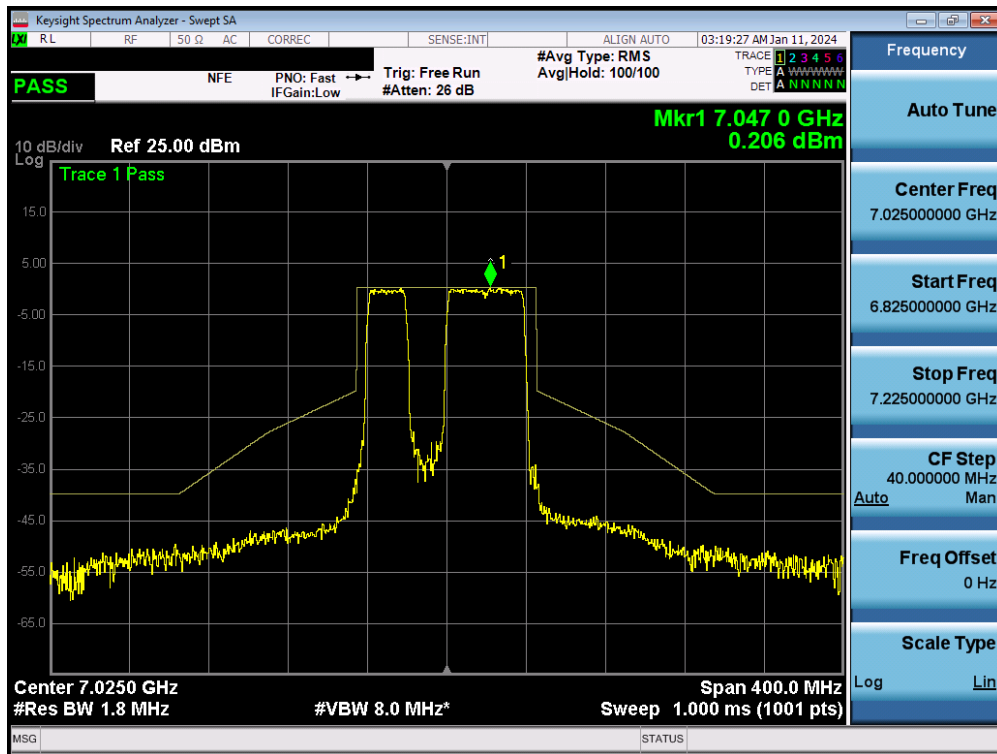 Keysight Spectrum Analyzer - Swept SA
LXI RL RF 50 Ω AC CORREC SENSE:INT ALIGN AUTO 03:19:27 AM Jan 11, 2024
PASS
NFE
PNO: Fast
IFGain:Low
Trig: Free Run
#Atten: 26 dB
#Avg Type: RMS
Avg|Hold: 100/100
TRACE 1 2 3 4 5 6
TYPE A WWWWWW
DET A N N N N N
Mkr1 7.047 0 GHz
0.206 dBm
10 dB/div
Log
Ref 25.00 dBm
Trace 1 Pass
15.0
5.00
-5.00
-15.0
-25.0
-35.0
-45.0
-55.0
-65.0
1
Center 7.0250 GHz
Span 400.0 MHz
#Res BW 1.8 MHz
#VBW 8.0 MHz*
Sweep 1.000 ms (1001 pts)
MSG
STATUS
Frequency
Auto Tune
Center Freq
7.025000000 GHz
Start Freq
6.825000000 GHz
Stop Freq
7.225000000 GHz
CF Step
40.000000 MHz
Auto Man
Freq Offset
0 Hz
Scale Type
Log Lin